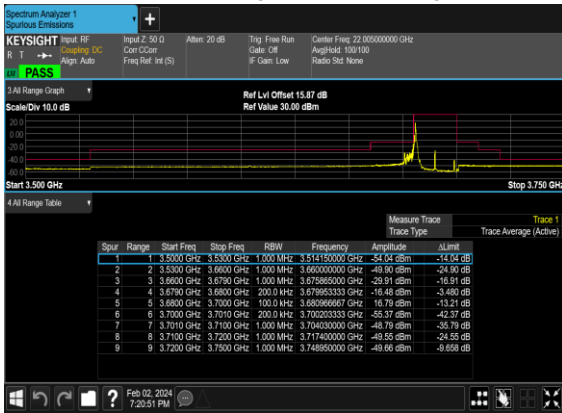 Spectrum Analyzer 1
Spurious Emissions
KEYSIGHT Input: RF Input Z: 50 Ω Atten: 20 dB Trig: Free Run Center Freq: 22.005000000 GHz
R T Coupling: DC Corr CCorr Gate: Off Avg|Hold: 100/100
Align: Auto Freq Ref: Int (S) IF Gain: Low Radio Std: None
PASS
3 All Range Graph
Ref Lvl Offset 15.87 dB
Scale/Div 10.0 dB Ref Value 30.00 dBm
20.0
0.00
-20.0
-40.0
-60.0
Start 3.500 GHz Stop 3.750 GHz
4 All Range Table
Measure Trace Trace 1
Trace Type Trace Average (Active)
Spur Range Start Freq Stop Freq RBW Frequency Amplitude ΔLimit
1 1 3.5000 GHz 3.5300 GHz 1.000 MHz 3.514150000 GHz -54.04 dBm -14.04 dB
2 2 3.5300 GHz 3.6600 GHz 1.000 MHz 3.660000000 GHz -49.90 dBm -24.90 dB
3 3 3.6600 GHz 3.6790 GHz 1.000 MHz 3.675865000 GHz -29.91 dBm -16.91 dB
4 4 3.6790 GHz 3.6800 GHz 200.0 kHz 3.679953333 GHz -16.48 dBm -3.480 dB
5 5 3.6800 GHz 3.7000 GHz 100.0 kHz 3.680966667 GHz 16.79 dBm -13.21 dB
6 6 3.7000 GHz 3.7010 GHz 200.0 kHz 3.700203333 GHz -55.37 dBm -42.37 dB
7 7 3.7010 GHz 3.7100 GHz 1.000 MHz 3.704030000 GHz -48.79 dBm -35.79 dB
8 8 3.7100 GHz 3.7200 GHz 1.000 MHz 3.717400000 GHz -49.55 dBm -24.55 dB
9 9 3.7200 GHz 3.7500 GHz 1.000 MHz 3.748950000 GHz -49.66 dBm -9.658 dB
Feb 02, 2024
7:20:51 PM